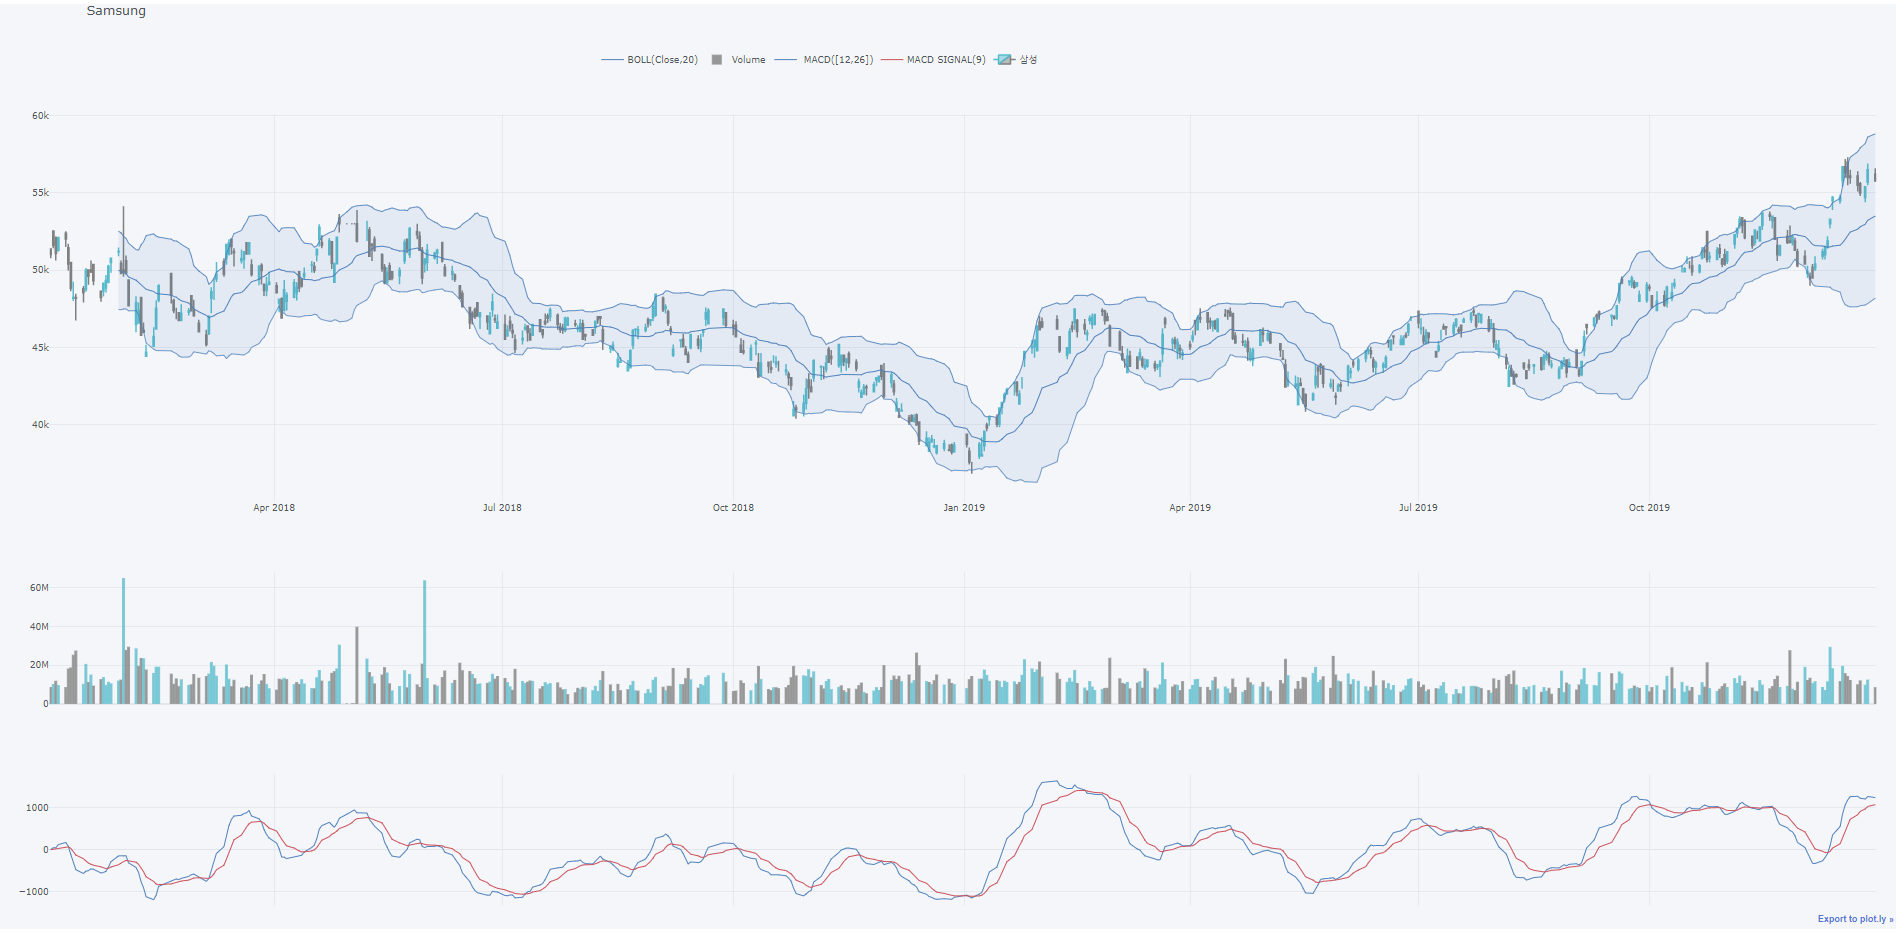 Samsung
BOLL(Close,20) Volume MACD([12,26]) MACD SIGNAL(9) 삼성
60k
55k
50k
45k
40k
Apr 2018 Jul 2018 Oct 2018 Jan 2019 Apr 2019 Jul 2019 Oct 2019
60M
40M
20M
0
1000
0
−1000
Export to plot.ly »